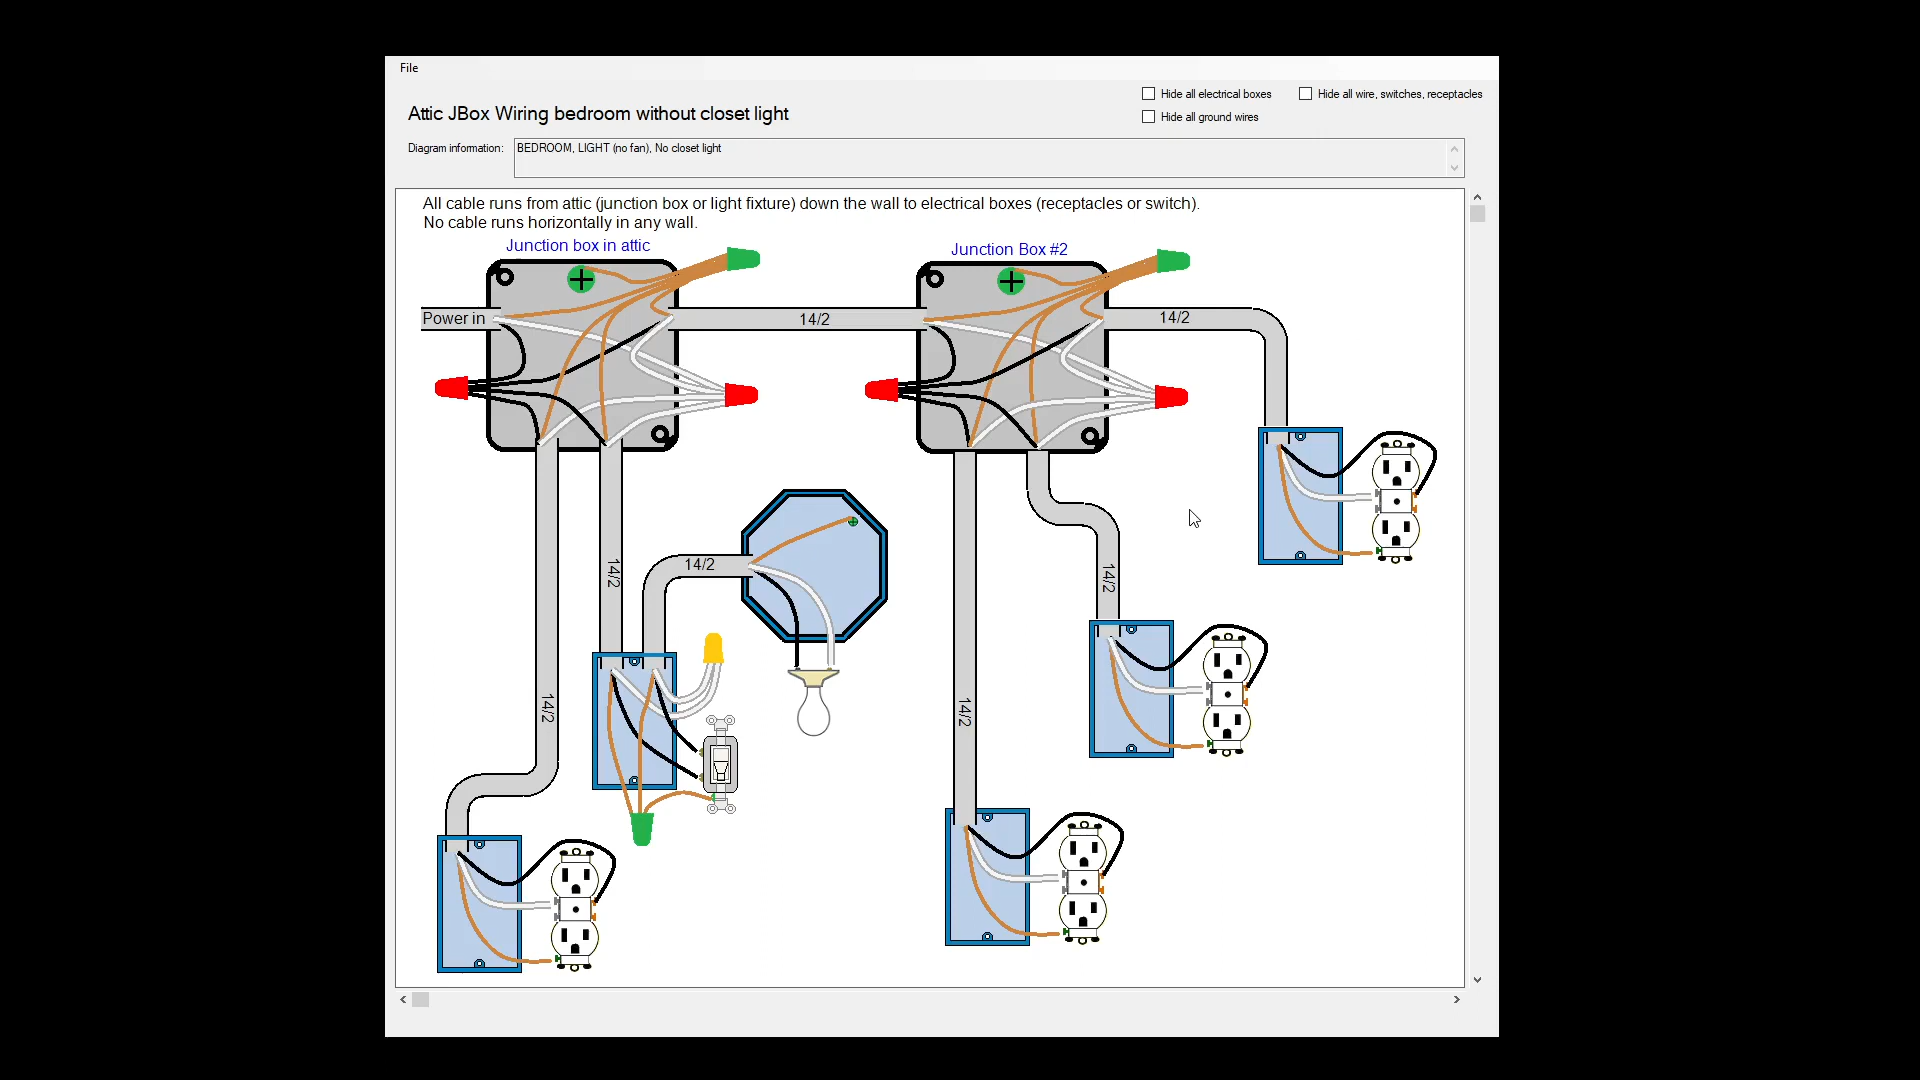 File
Hide all electrical boxes
Hide all wire, switches, receptacles
Attic JBox Wiring bedroom without closet light
Hide all ground wires
Diagram information:
BEDROOM, LIGHT (no fan), No closet light
All cable runs from attic (junction box or light fixture) down the wall to electrical boxes (receptacles or switch).
No cable runs horizontally in any wall.
Junction box in attic
Junction Box #2
Power in
14/2
14/2
14/2
14/2
14/2
14/2
14/2